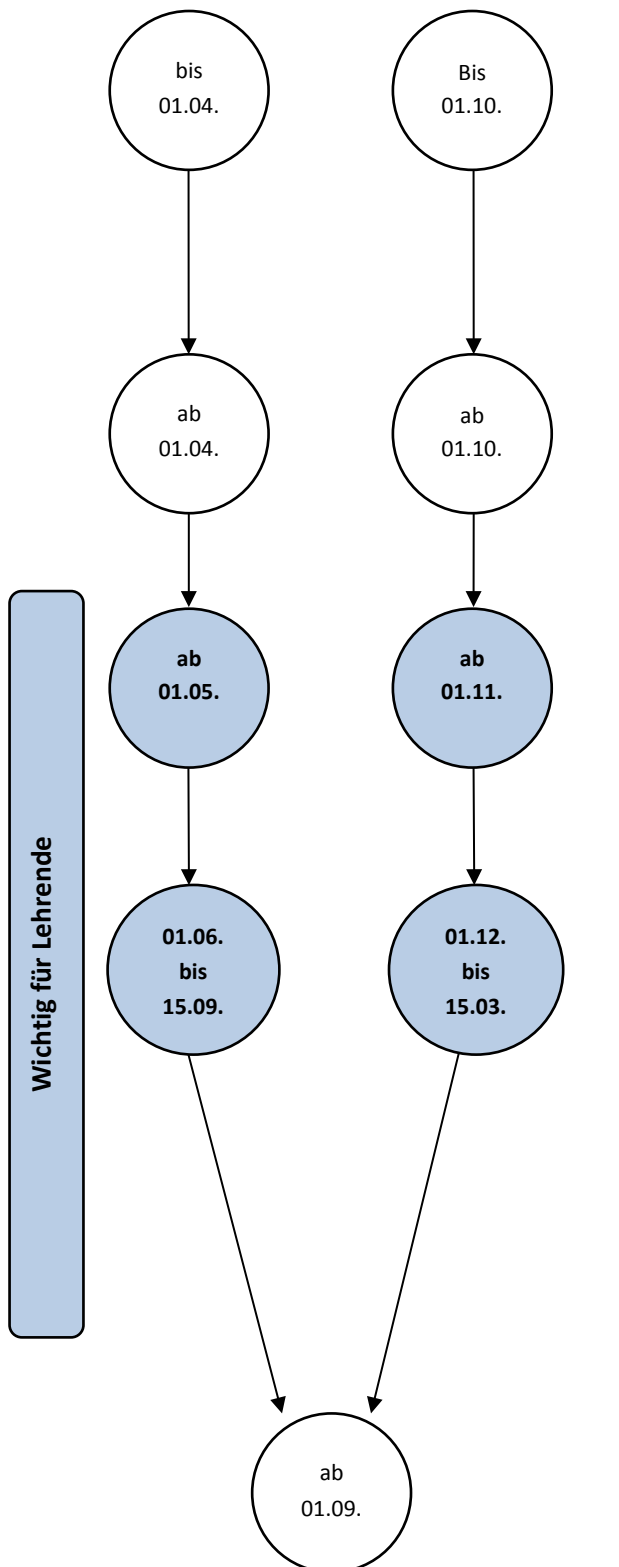 bis
01.04.
Bis
01.10.
ab
01.04.
ab
01.10.
ab
01.05.
ab
01.11.
Wichtig für Lehrende
01.06.
bis
15.09.
01.12.
bis
15.03.
ab
01.09.